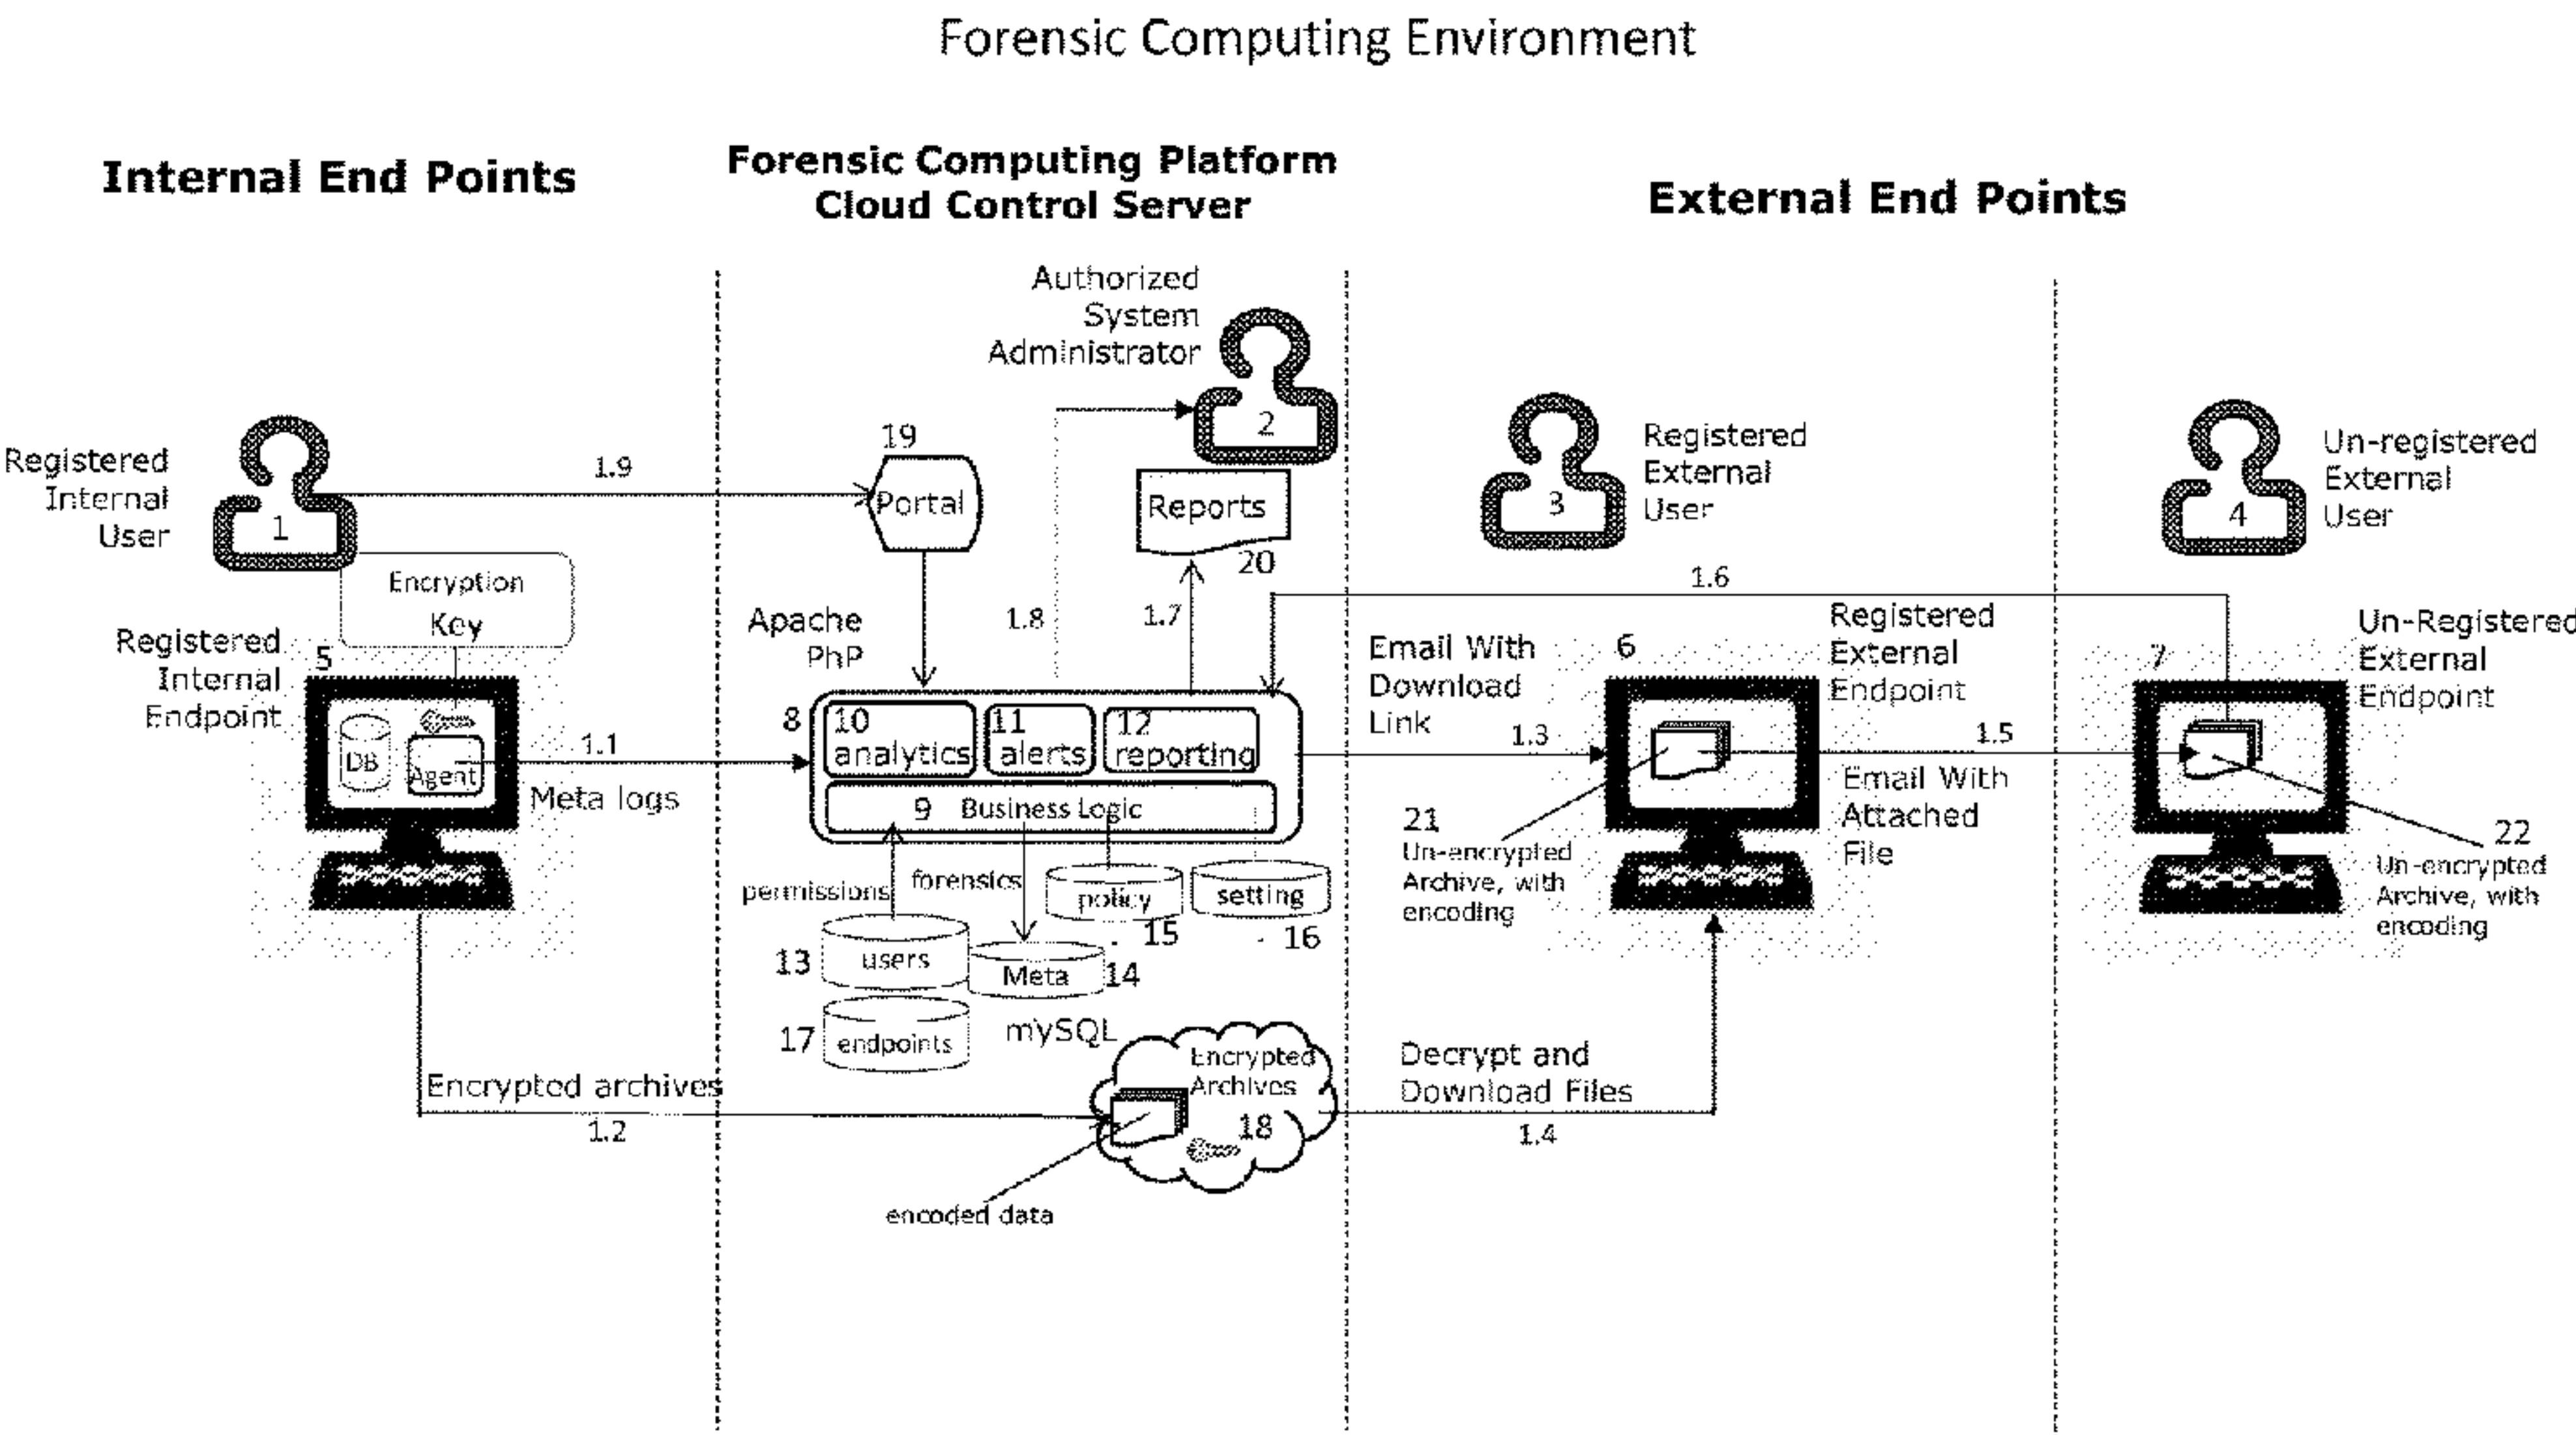 Forensic Computing Environment
Internal End Points
Forensic Computing Platform
Cloud Control Server
External End Points
Authorized
System
Administrator
2
Registered
Internal
User
1
1.9
19
Portal
Reports
20
3
Registered
External
User
4
Un-registered
External
User
Encryption
Key
1.6
Registered
Internal
Endpoint
5
DB
Agent
1.1
Meta logs
Apache
PhP
1.8
1.7
8
10
analytics
11
alerts
12
reporting
9 Business Logic
Email With
Download
Link
1.3
6
Registered
External
Endpoint
1.5
Email With
Attached
File
7
Un-Registered
External
Endpoint
21
Un-encrypted
Archive, with
encoding
22
Un-encrypted
Archive, with
encoding
permissions
forensics
policy
15
setting
16
13
users
Meta
14
17
endpoints
mySQL
Encrypted archives
1.2
Encrypted
Archives
18
encoded data
Decrypt and
Download Files
1.4